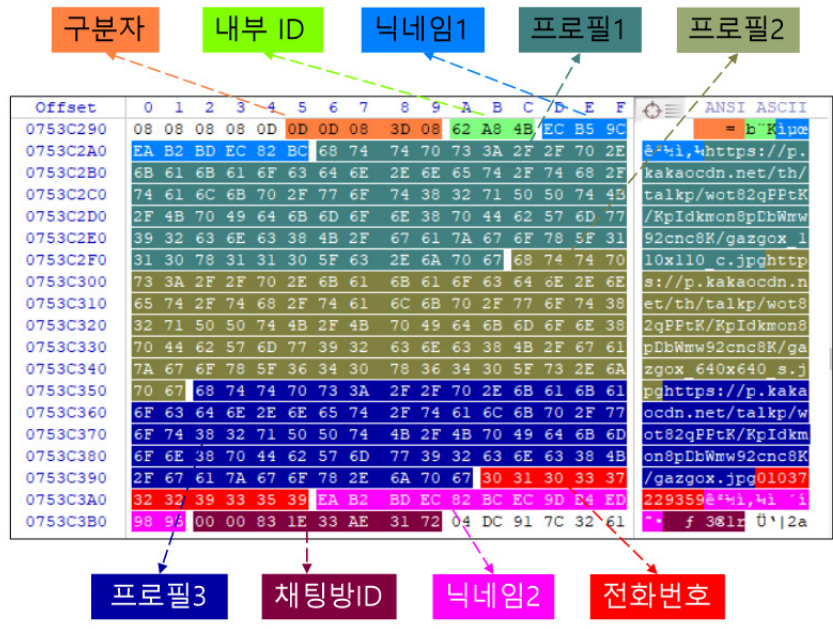 구분자 내부 ID 닉네임1 프로필1 프로필2
Offset 0 1 2 3 4 5 6 7 8 9 A B C D E F ANSI ASCII
0753C290 08 08 08 08 0D 0D 0D 08 3D 08 62 A8 4B EC B5 9C = b¨Kìµœ
0753C2A0 EA B2 BD EC 82 BC 68 74 74 70 73 3A 2F 2F 70 2E ê²½ì‚¼https://p.
0753C2B0 6B 61 6B 61 6F 63 64 6E 2E 6E 65 74 2F 74 68 2F kakaocdn.net/th/
0753C2C0 74 61 6C 6B 70 2F 77 6F 74 38 32 71 50 50 74 4B talkp/wot82qPPtK
0753C2D0 2F 4B 70 49 64 6B 6D 6F 6E 38 70 44 62 57 6D 77 /KpIdkmon8pDbWmw
0753C2E0 39 32 63 6E 63 38 4B 2F 67 61 7A 67 6F 78 5F 31 92cnc8K/gazgox_1
0753C2F0 31 30 78 31 31 30 5F 63 2E 6A 70 67 68 74 74 70 10x110_c.jpghttp
0753C300 73 3A 2F 2F 70 2E 6B 61 6B 61 6F 63 64 6E 2E 6E s://p.kakaocdn.n
0753C310 65 74 2F 74 68 2F 74 61 6C 6B 70 2F 77 6F 74 38 et/th/talkp/wot8
0753C320 32 71 50 50 74 4B 2F 4B 70 49 64 6B 6D 6F 6E 38 2qPPtK/KpIdkmon8
0753C330 70 44 62 57 6D 77 39 32 63 6E 63 38 4B 2F 67 61 pDbWmw92cnc8K/ga
0753C340 7A 67 6F 78 5F 36 34 30 78 36 34 30 5F 73 2E 6A zgox_640x640_s.j
0753C350 70 67 68 74 74 70 73 3A 2F 2F 70 2E 6B 61 6B 61 pghttps://p.kaka
0753C360 6F 63 64 6E 2E 6E 65 74 2F 74 61 6C 6B 70 2F 77 ocdn.net/talkp/w
0753C370 6F 74 38 32 71 50 50 74 4B 2F 4B 70 49 64 6B 6D ot82qPPtK/KpIdkm
0753C380 6F 6E 38 70 44 62 57 6D 77 39 32 63 6E 63 38 4B on8pDbWmw92cnc8K
0753C390 2F 67 61 7A 67 6F 78 2E 6A 70 67 30 31 30 33 37 /gazgox.jpg01037
0753C3A0 32 32 39 33 35 39 EA B2 BD EC 82 BC EC 9D B4 ED 229359ê²½ì‚¼ì ´í
0753C3B0 98 95 00 00 83 1E 33 AE 31 72 04 DC 91 7C 32 61 ˜• ƒ 3®1r Ü‘|2a
프로필3 채팅방ID 닉네임2 전화번호